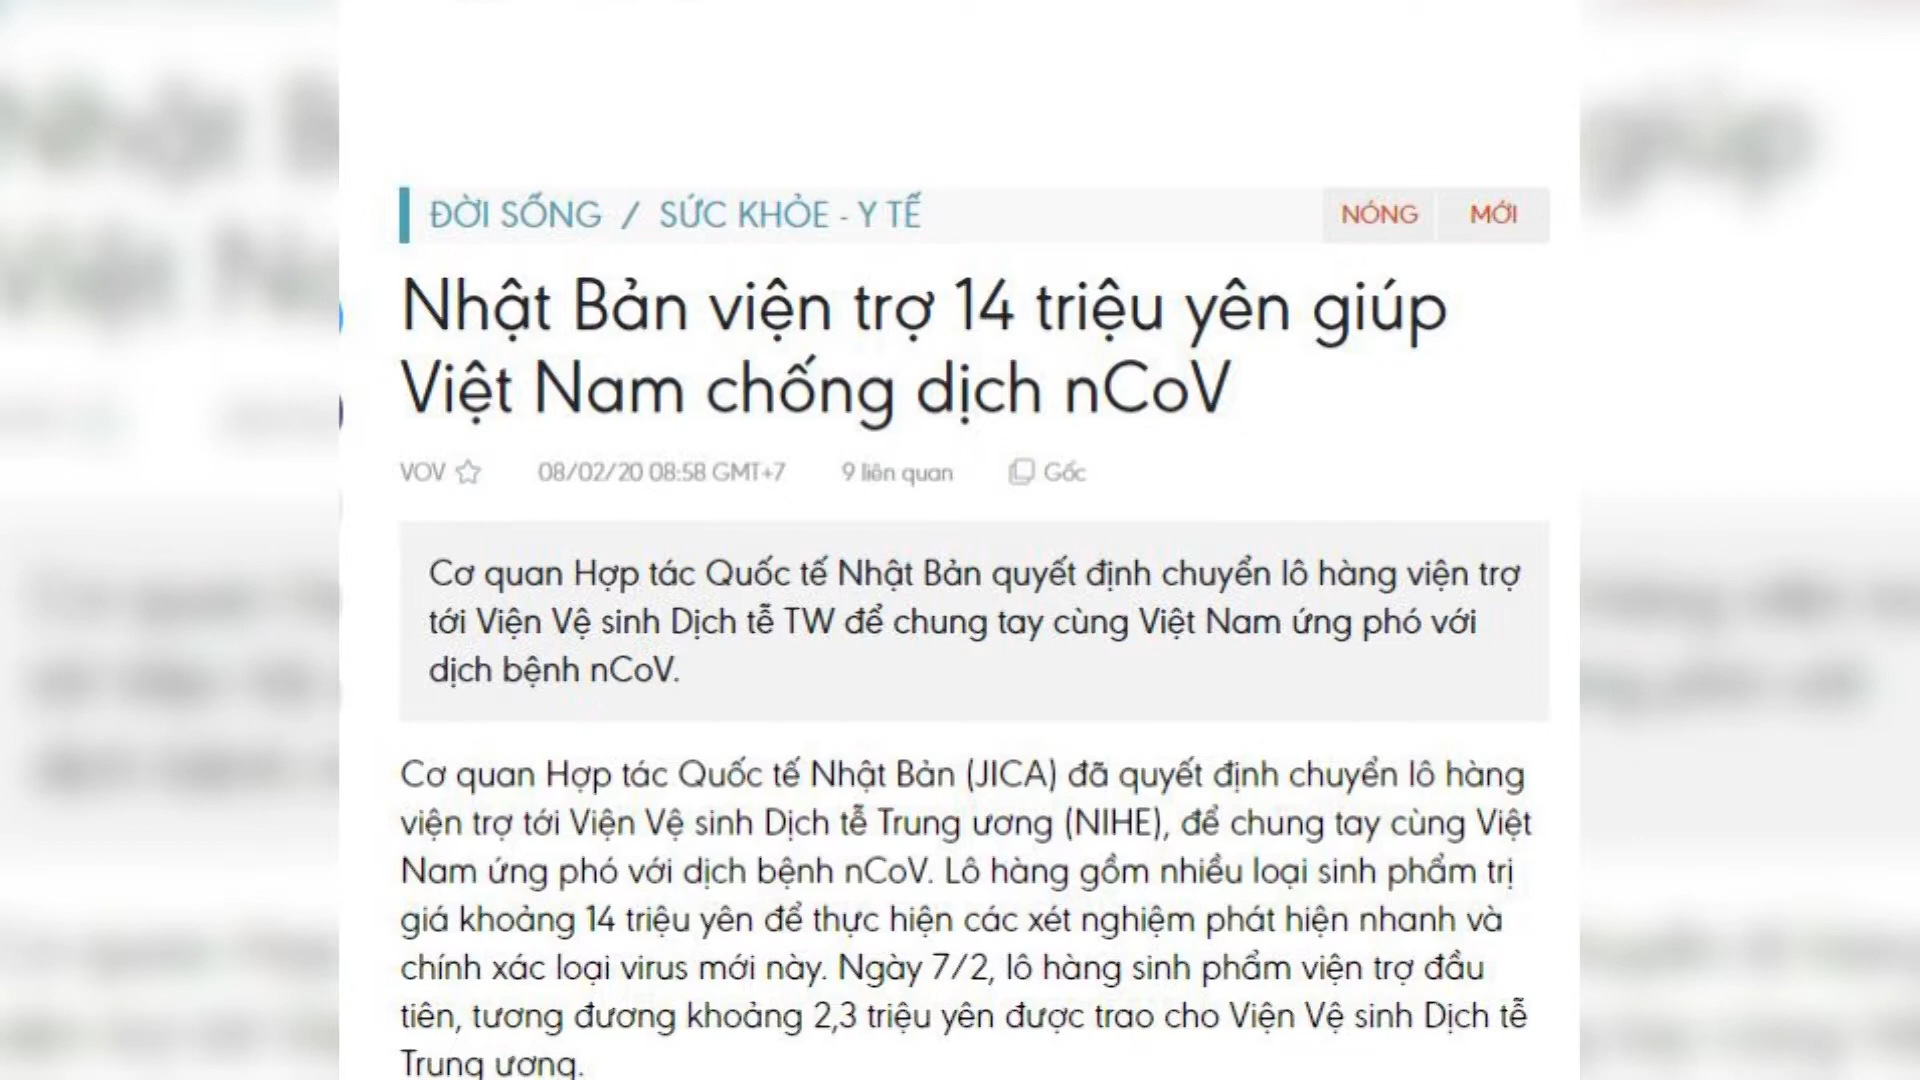 ĐỜI SỐNG / SỨC KHỎE - Y TẾ NÓNG MỚI
Nhật Bản viện trợ 14 triệu yên giúp
Việt Nam chống dịch nCoV
VOV 08/02/20 08:58 GMT+7 9 liên quan Gốc
Cơ quan Hợp tác Quốc tế Nhật Bản quyết định chuyển lô hàng viện trợ
tới Viện Vệ sinh Dịch tễ TW để chung tay cùng Việt Nam ứng phó với
dịch bệnh nCoV.
Cơ quan Hợp tác Quốc tế Nhật Bản (JICA) đã quyết định chuyển lô hàng
viện trợ tới Viện Vệ sinh Dịch tễ Trung ương (NIHE), để chung tay cùng Việt
Nam ứng phó với dịch bệnh nCoV. Lô hàng gồm nhiều loại sinh phẩm trị
giá khoảng 14 triệu yên để thực hiện các xét nghiệm phát hiện nhanh và
chính xác loại virus mới này. Ngày 7/2, lô hàng sinh phẩm viện trợ đầu
tiên, tương đương khoảng 2,3 triệu yên được trao cho Viện Vệ sinh Dịch tễ
Trung ương.